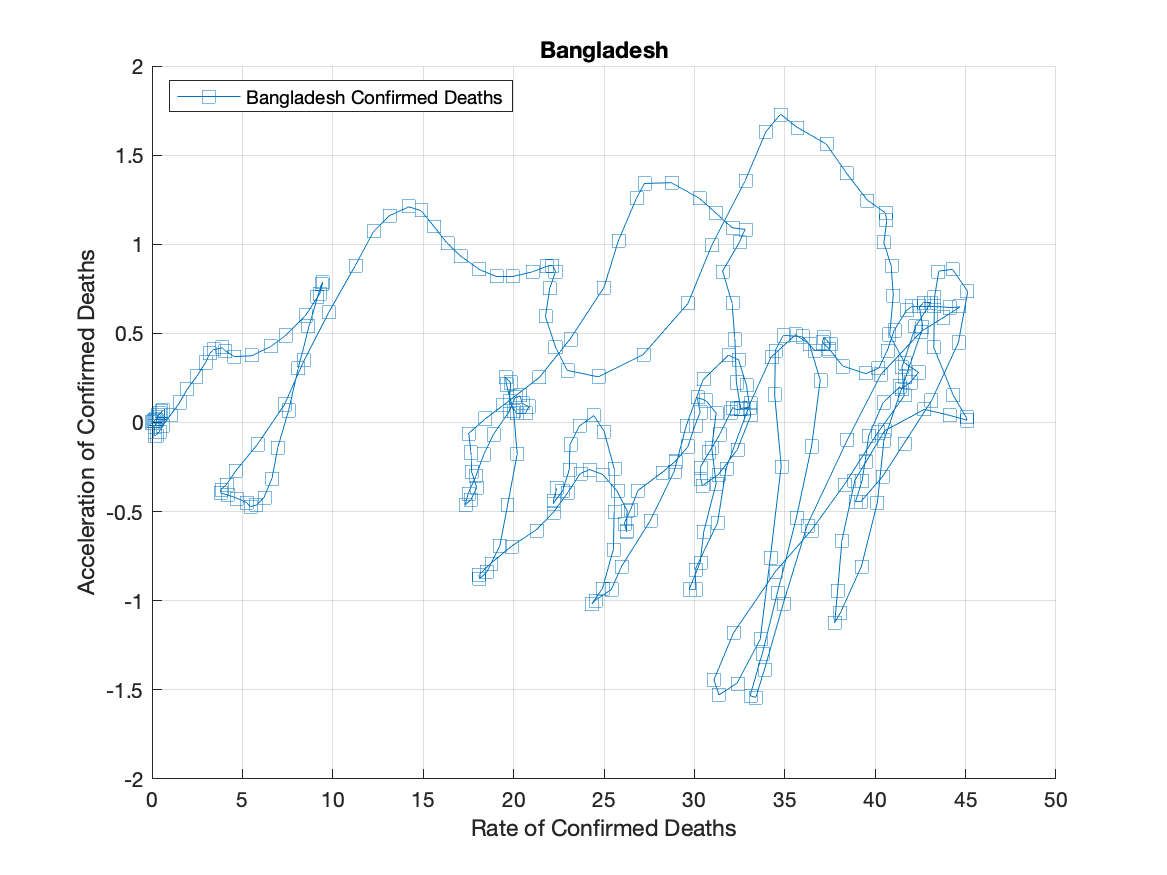 Bangladesh
Bangladesh Confirmed Deaths
2
1.5
1
0.5
0
-0.5
-1
-1.5
-2
Acceleration of Confirmed Deaths
0 5 10 15 20 25 30 35 40 45 50
Rate of Confirmed Deaths